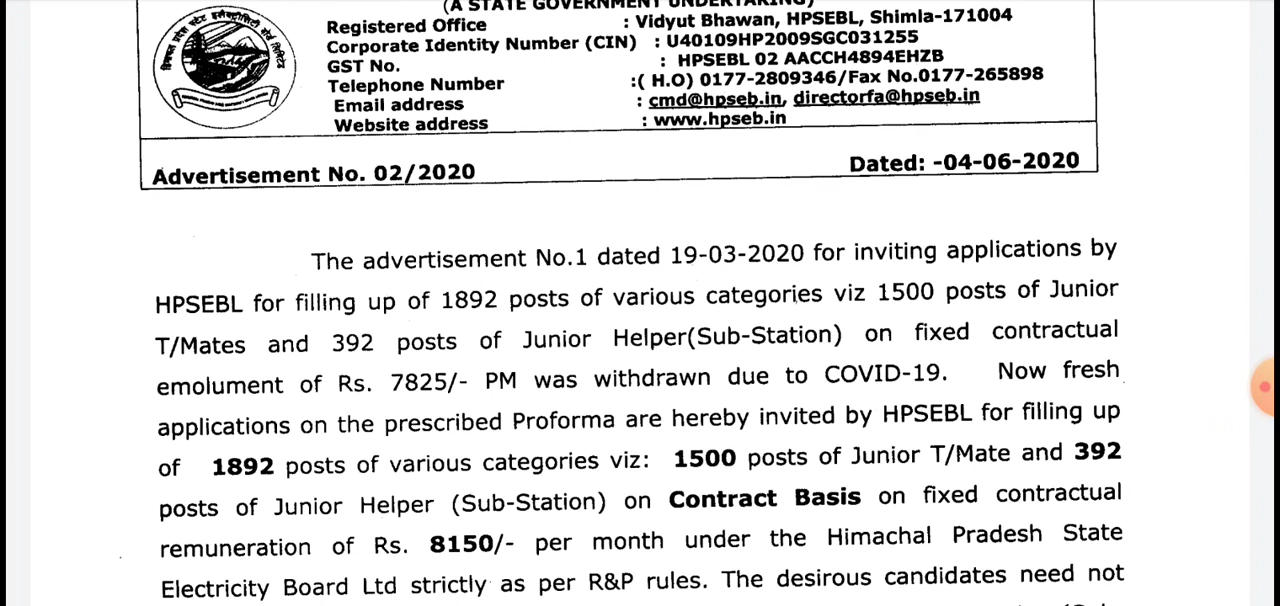 (A STATE GOVERNMENT UNDERTAKING)
Registered Office : Vidyut Bhawan, HPSEBL, Shimla-171004
Corporate Identity Number (CIN) : U40109HP2009SGC031255
GST No. : HPSEBL 02 AACCH4894EHZB
Telephone Number :( H.O) 0177-2809346/Fax No.0177-265898
Email address : cmd@hpseb.in, directorfa@hpseb.in
Website address : www.hpseb.in
Advertisement No. 02/2020 Dated: -04-06-2020
The advertisement No.1 dated 19-03-2020 for inviting applications by
HPSEBL for filling up of 1892 posts of various categories viz 1500 posts of Junior
T/Mates and 392 posts of Junior Helper(Sub-Station) on fixed contractual
emolument of Rs. 7825/- PM was withdrawn due to COVID-19. Now fresh
applications on the prescribed Proforma are hereby invited by HPSEBL for filling up
of 1892 posts of various categories viz: 1500 posts of Junior T/Mate and 392
posts of Junior Helper (Sub-Station) on Contract Basis on fixed contractual
remuneration of Rs. 8150/- per month under the Himachal Pradesh State
Electricity Board Ltd strictly as per R&P rules. The desirous candidates need not